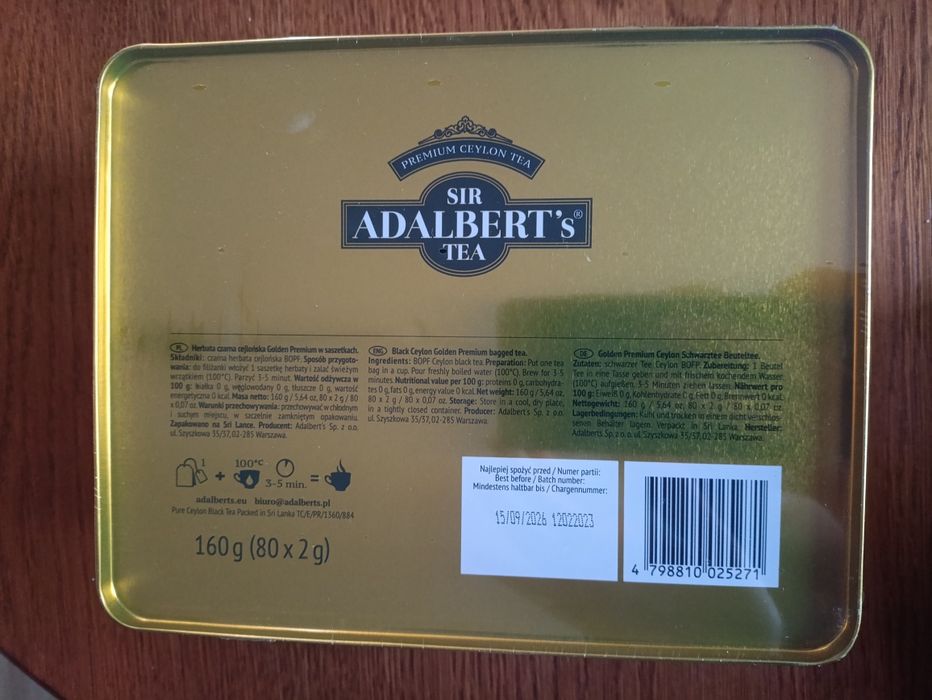 PREMIUM CEYLON TEA
SIR
ADALBERT's®
TEA
PL Herbata czarna cejlońska Golden Premium w saszetkach.
Składniki: czarna herbata cejlońska BOPF. Sposób przygoto-
wania: do filiżanki włożyć 1 saszetkę herbaty i zalać świeżym
wrzątkiem (100°C). Parzyć 3-5 minut. Wartość odżywcza w
100 g: białka 0 g, węglowodany 0 g, tłuszcze 0 g, wartość
energetyczna 0 kcal. Masa netto: 160 g / 5,64 oz, 80 x 2 g / 80
x 0,07 oz. Warunki przechowywania: przechowywać w chłodnym
i suchym miejscu, w szczelnie zamkniętym opakowaniu.
Zapakowano na Sri Lance. Producent: Adalbert's Sp. z o.o.
ul. Szyszkowa 35/37, 02-285 Warszawa.
ENG Black Ceylon Golden Premium bagged tea.
Ingredients: BOPF Ceylon black tea. Preparation: Put one tea
bag in a cup. Pour freshly boiled water (100°C). Brew for 3-5
minutes. Nutritional value per 100 g: proteins 0 g, carbohydra-
tes 0 g, fats 0 g, energy value 0 kcal. Net weight: 160 g / 5,64 oz,
80 x 2 g / 80 x 0,07 oz. Storage: Store in a cool, dry place,
in a tightly closed container. Producer: Adalbert's Sp. z o.o.
ul. Szyszkowa 35/37, 02-285 Warszawa.
DE Golden Premium Ceylon Schwarztee Beuteltee.
Zutaten: schwarzer Tee Ceylon BOPF. Zubereitung: 1 Beutel
Tee in eine Tasse geben und mit frischem kochendem Wasser
(100°C) aufgießen. 3-5 Minuten ziehen lassen. Nährwert pro
100 g: Eiweiß 0 g, Kohlenhydrate 0 g, Fett 0 g, Brennwert 0 kcal.
Nettogewicht: 160 g / 5,64 oz, 80 x 2 g / 80 x 0,07 oz.
Lagerbedingungen: Kühl und trocken in einem dicht verschlos-
senen Behälter lagern. Verpackt in Sri Lanka. Hersteller:
Adalberts Sp. z o.o. ul. Szyszkowa 35/37, 02-285 Warszawa.
1 + 100°C 3-5 min. =
adalberts.eu biuro@adalberts.pl
Pure Ceylon Black Tea Packed in Sri Lanka TC/E/PR/1360/884
160 g (80 x 2 g)
Najlepiej spożyć przed / Numer partii:
Best before / Batch number:
Mindestens haltbar bis / Chargennummer:
15/09/2026 12022023
4 798810 025271